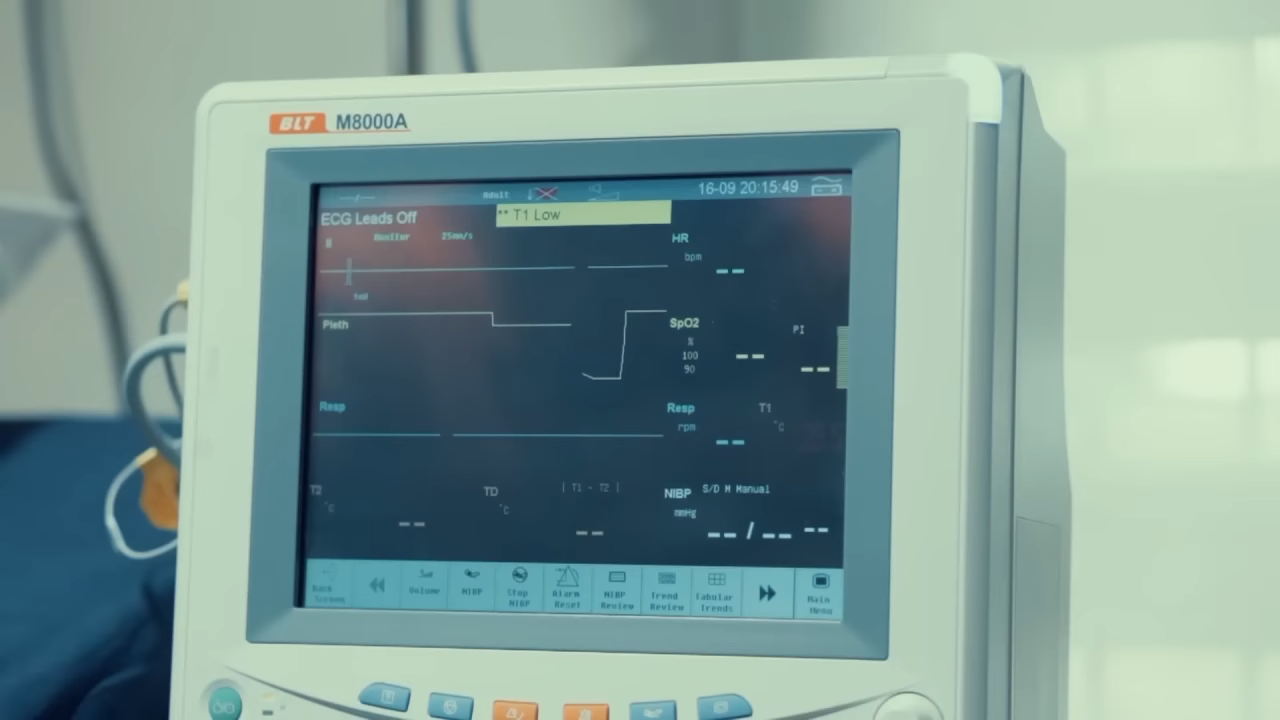 BLT M8000A
Adult
16-09 20:15:49
ECG Leads Off
** T1 Low
Monitor 25mm/s
HR
bpm
--
1mV
Pleth
SpO2
%
100
90
--
PI
--
Resp
Resp
rpm
--
T1
°C
T2
°C
--
TD
°C
| T1 - T2 |
--
NIBP
mmHg
S/D M Manual
--/-- --
Volume
NIBP
Stop
NIBP
Alarm
Reset
NIBP
Review
Trend
Review
Tabular
Trends
Main
Menu